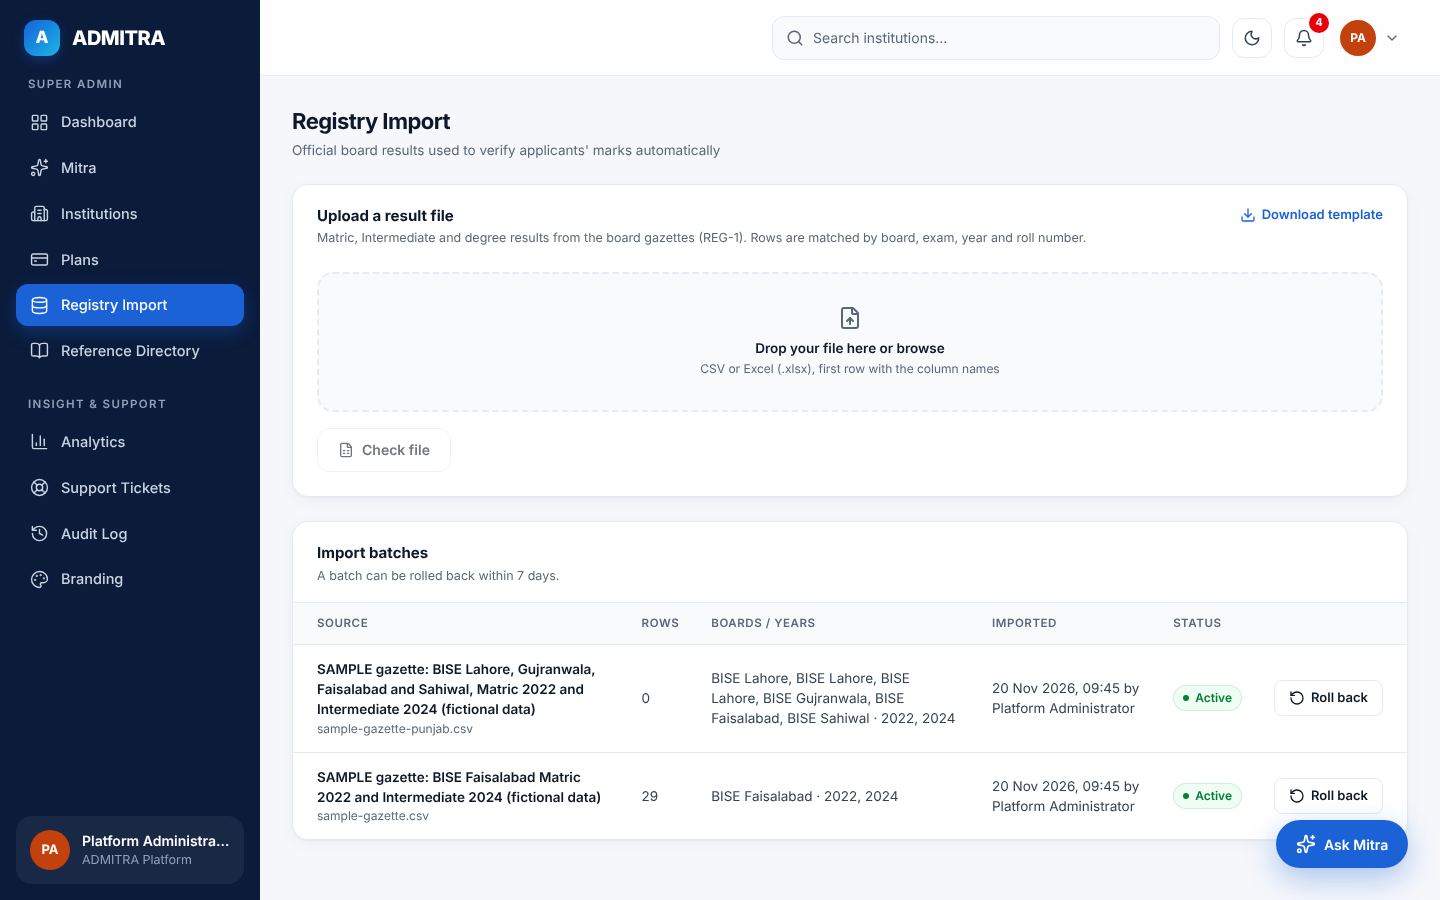 A ADMITRA
SUPER ADMIN
Dashboard
Mitra
Institutions
Plans
Registry Import
Reference Directory
INSIGHT & SUPPORT
Analytics
Support Tickets
Audit Log
Branding
PA
Platform Administra...
ADMITRA Platform
Search institutions...
4
PA
Registry Import
Official board results used to verify applicants' marks automatically
Upload a result file
Download template
Matric, Intermediate and degree results from the board gazettes (REG-1). Rows are matched by board, exam, year and roll number.
Drop your file here or browse
CSV or Excel (.xlsx), first row with the column names
Check file
Import batches
A batch can be rolled back within 7 days.
SOURCE ROWS BOARDS / YEARS IMPORTED STATUS
SAMPLE gazette: BISE Lahore, Gujranwala,
Faisalabad and Sahiwal, Matric 2022 and
Intermediate 2024 (fictional data)
sample-gazette-punjab.csv
0
BISE Lahore, BISE Lahore, BISE
Lahore, BISE Gujranwala, BISE
Faisalabad, BISE Sahiwal · 2022, 2024
20 Nov 2026, 09:45 by
Platform Administrator
Active
Roll back
SAMPLE gazette: BISE Faisalabad Matric
2022 and Intermediate 2024 (fictional data)
sample-gazette.csv
29
BISE Faisalabad · 2022, 2024
20 Nov 2026, 09:45 by
Platform Administrator
Active
Roll back
Ask Mitra